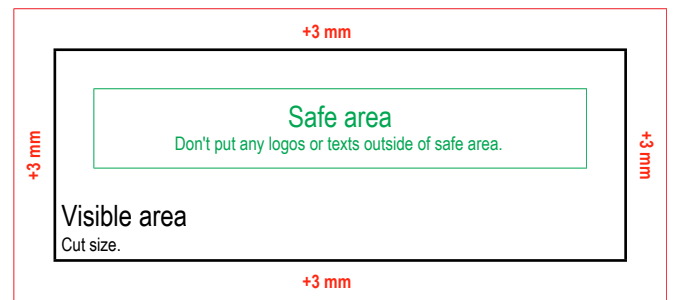 +3 mm
Safe area
Don't put any logos or texts outside of safe area.
+3 mm
+3 mm
Visible area
Cut size.
+3 mm